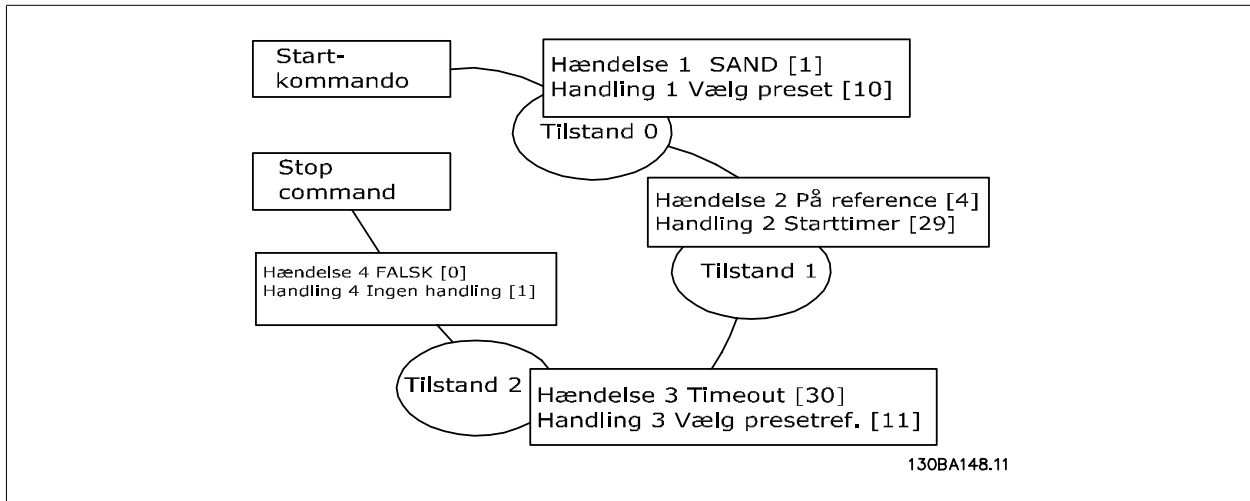 Start-
kommando
Hændelse 1 SAND [1]
Handling 1 Vælg preset [10]
Tilstand 0
Stop
command
Hændelse 2 På reference [4]
Handling 2 Starttimer [29]
Tilstand 1
Hændelse 4 FALSK [0]
Handling 4 Ingen handling [1]
Tilstand 2
Hændelse 3 Timeout [30]
Handling 3 Vælg presetref. [11]
130BA148.11